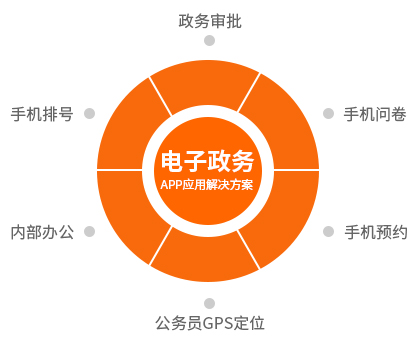 政务审批
手机排号
手机问卷
电子政务
APP应用解决方案
内部办公
手机预约
公务员GPS定位